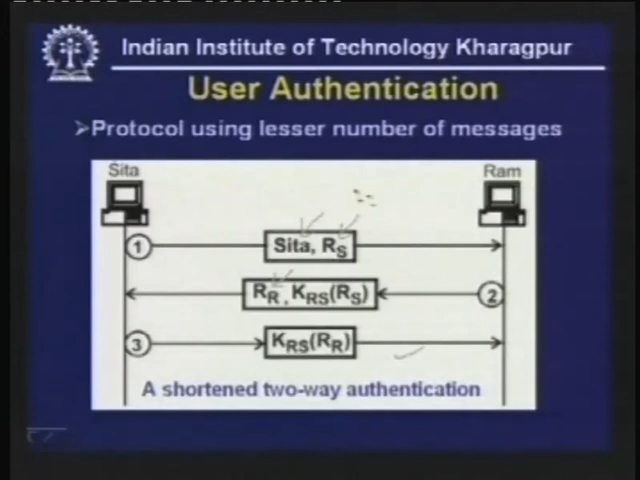 Indian Institute of Technology Kharagpur
User Authentication
➢Protocol using lesser number of messages
Sita
Ram
1
Sita, RS
RR, KRS(RS)
2
3
KRS(RR)
A shortened two-way authentication